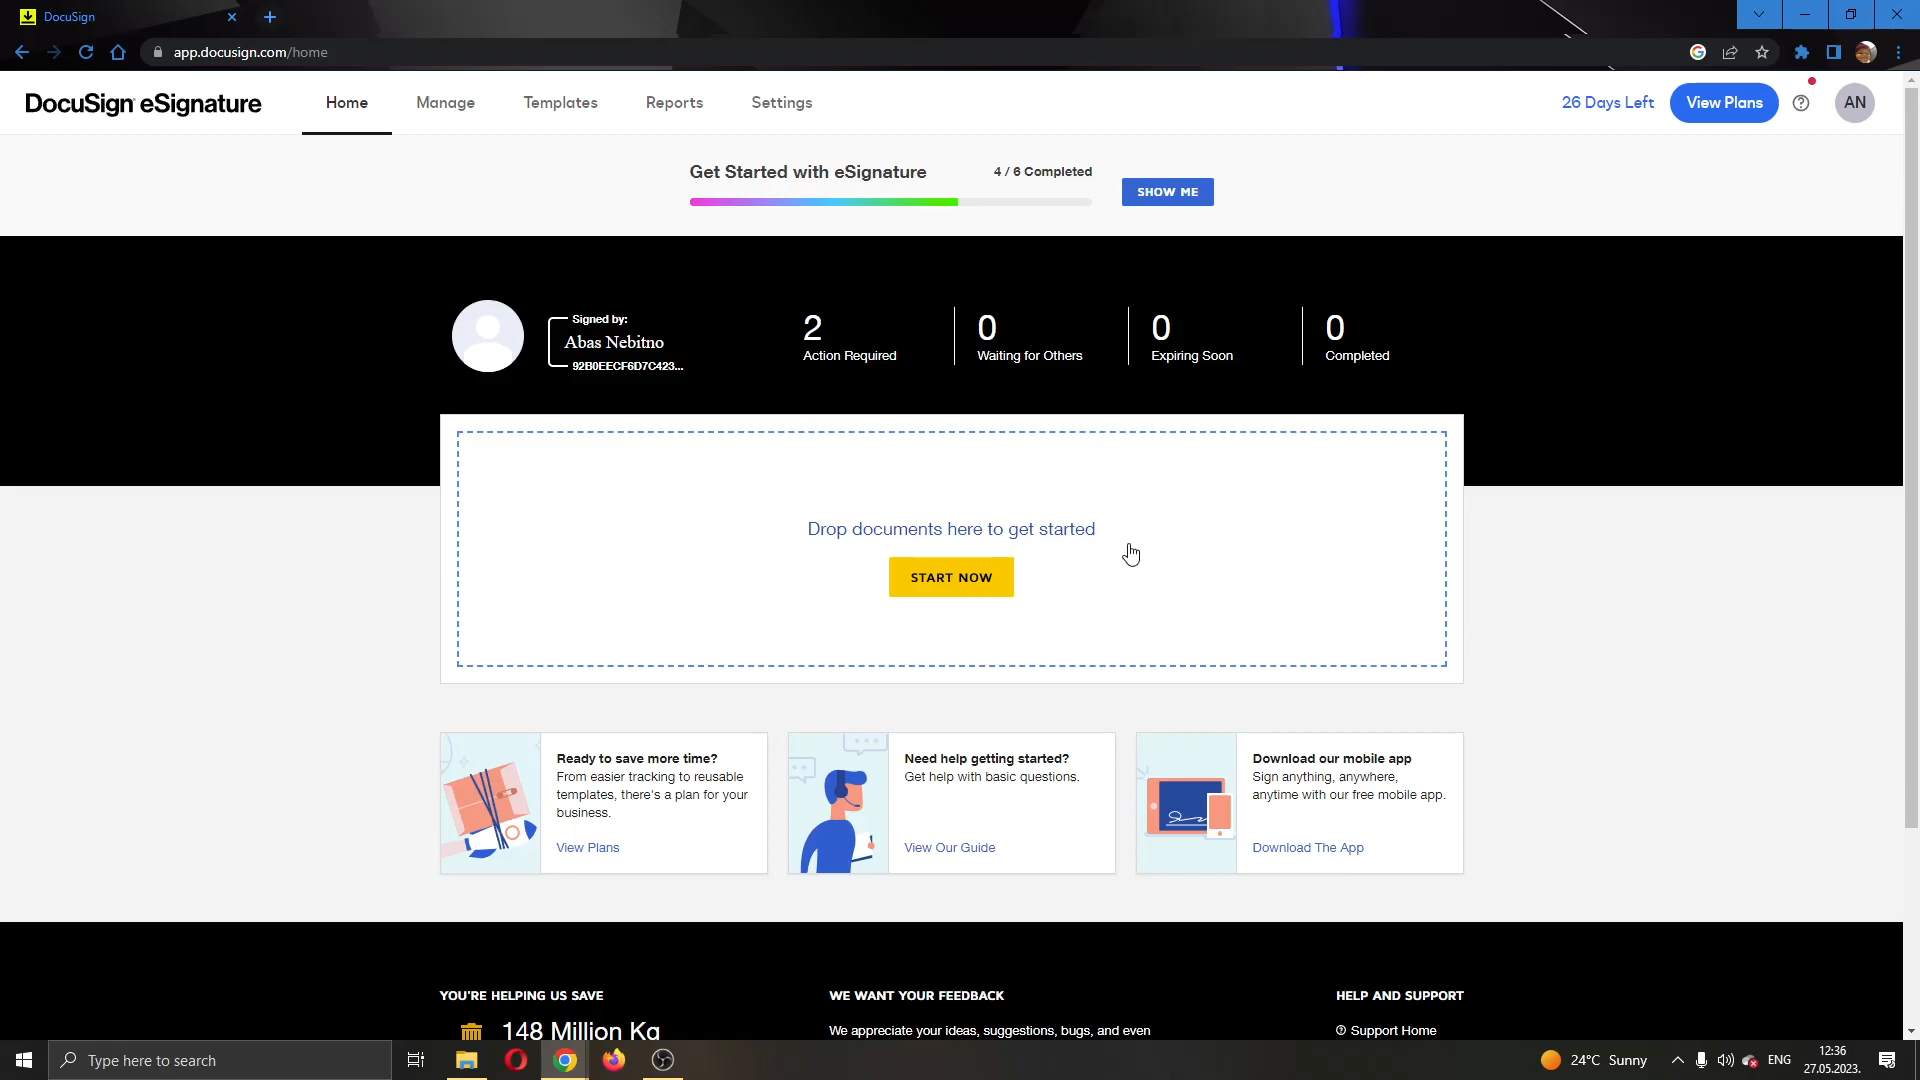 DocuSign
app.docusign.com/home
DocuSign eSignature
Home
Manage
Templates
Reports
Settings
26 Days Left
View Plans
AN
Get Started with eSignature
4 / 6 Completed
SHOW ME
Signed by:
Abas Nebitno
92B0EECF6D7C423...
2
Action Required
0
Waiting for Others
0
Expiring Soon
0
Completed
Drop documents here to get started
START NOW
Ready to save more time?
From easier tracking to reusable
templates, there's a plan for your
business.
View Plans
Need help getting started?
Get help with basic questions.
View Our Guide
Download our mobile app
Sign anything, anywhere,
anytime with our free mobile app.
Download The App
YOU'RE HELPING US SAVE
148 Million Kg
WE WANT YOUR FEEDBACK
We appreciate your ideas, suggestions, bugs, and even
HELP AND SUPPORT
Support Home
Type here to search
24°C Sunny
ENG
12:36
27.05.2023.